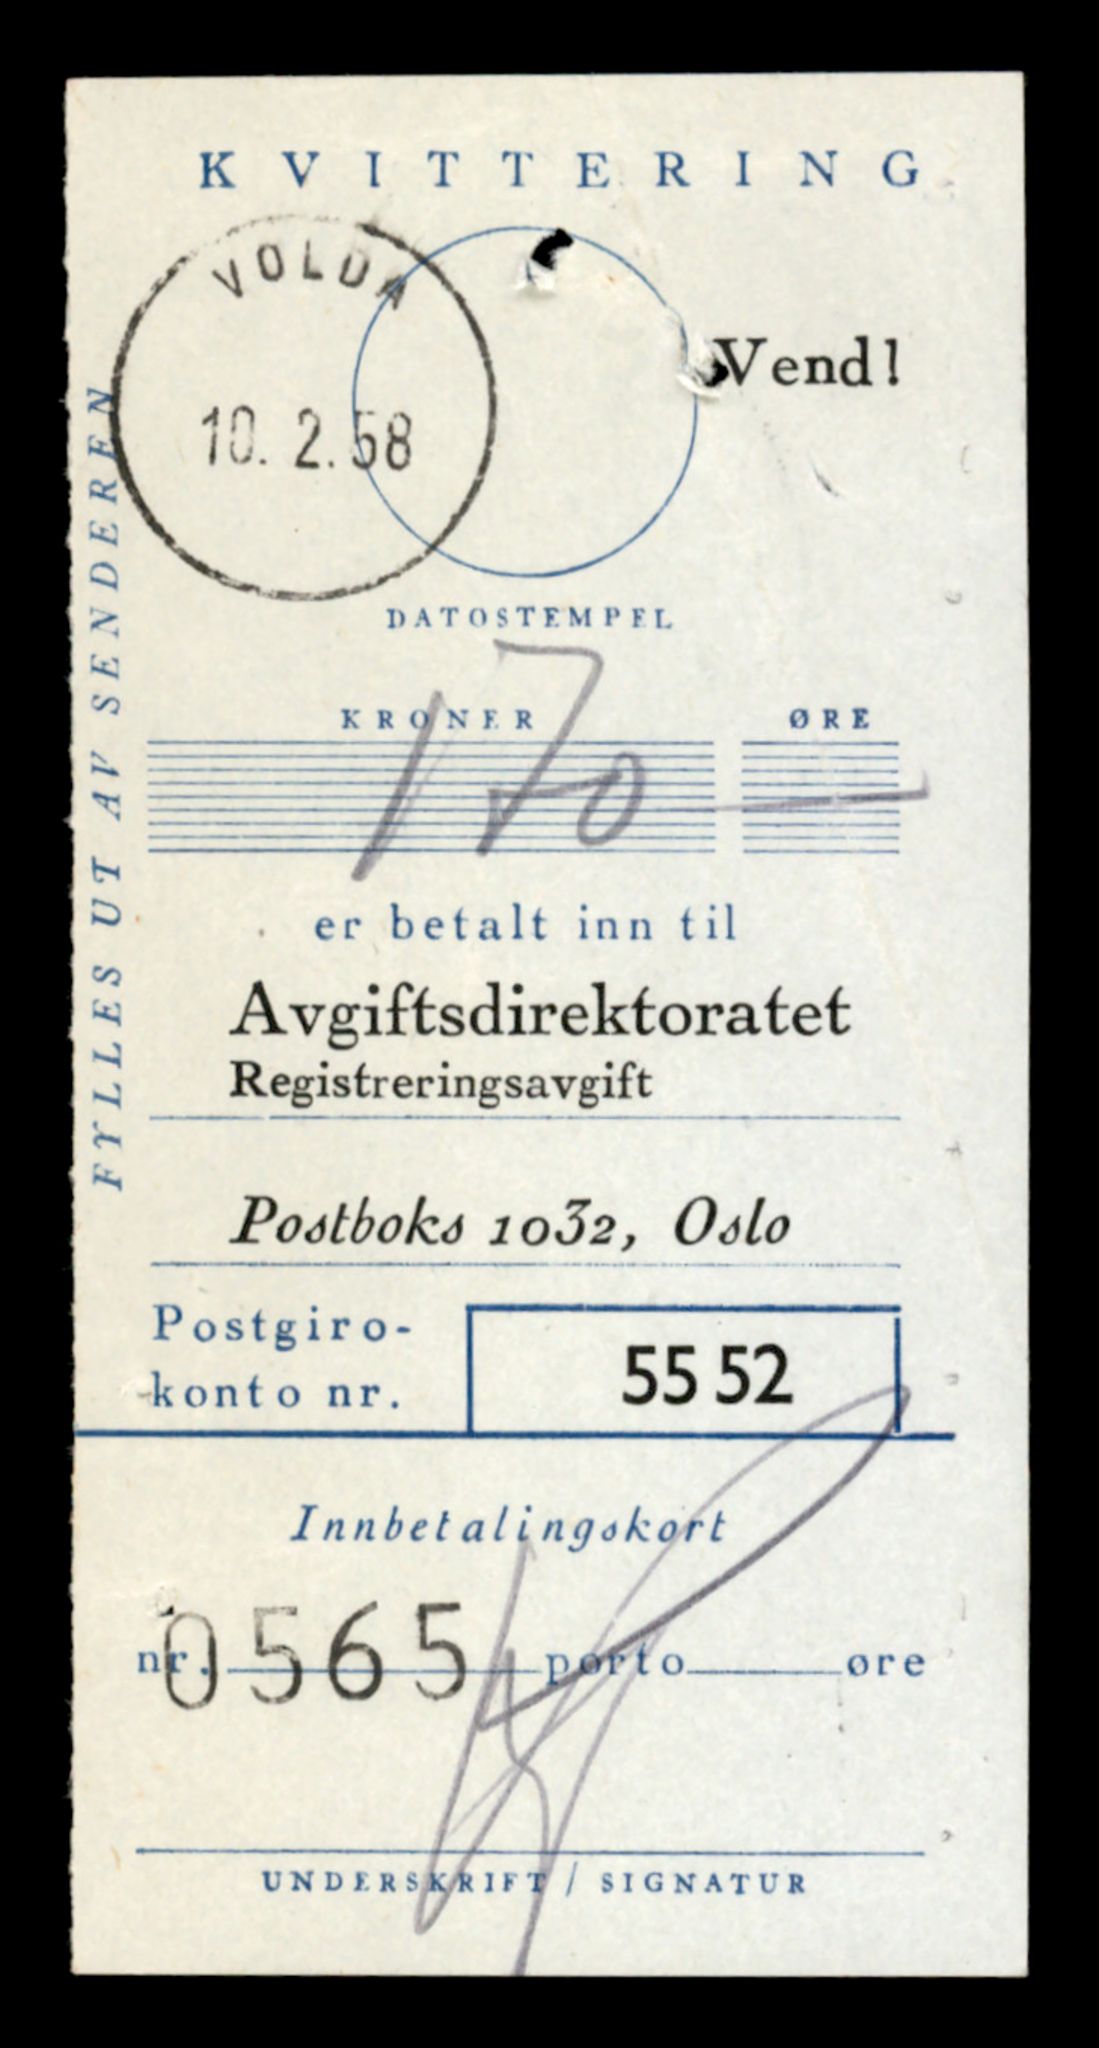 KVITTERING
VOLDA
10.2.58
Vend!
DATOSTEMPEL
FYLLES UT AV SENDEREN
KRONER ØRE
170 —
er betalt inn til
Avgiftsdirektoratet
Registreringsavgift
Postboks 1032, Oslo
Postgiro-
konto nr.
55 52
Innbetalingskort
nr. 0565 porto øre
UNDERSKRIFT / SIGNATUR